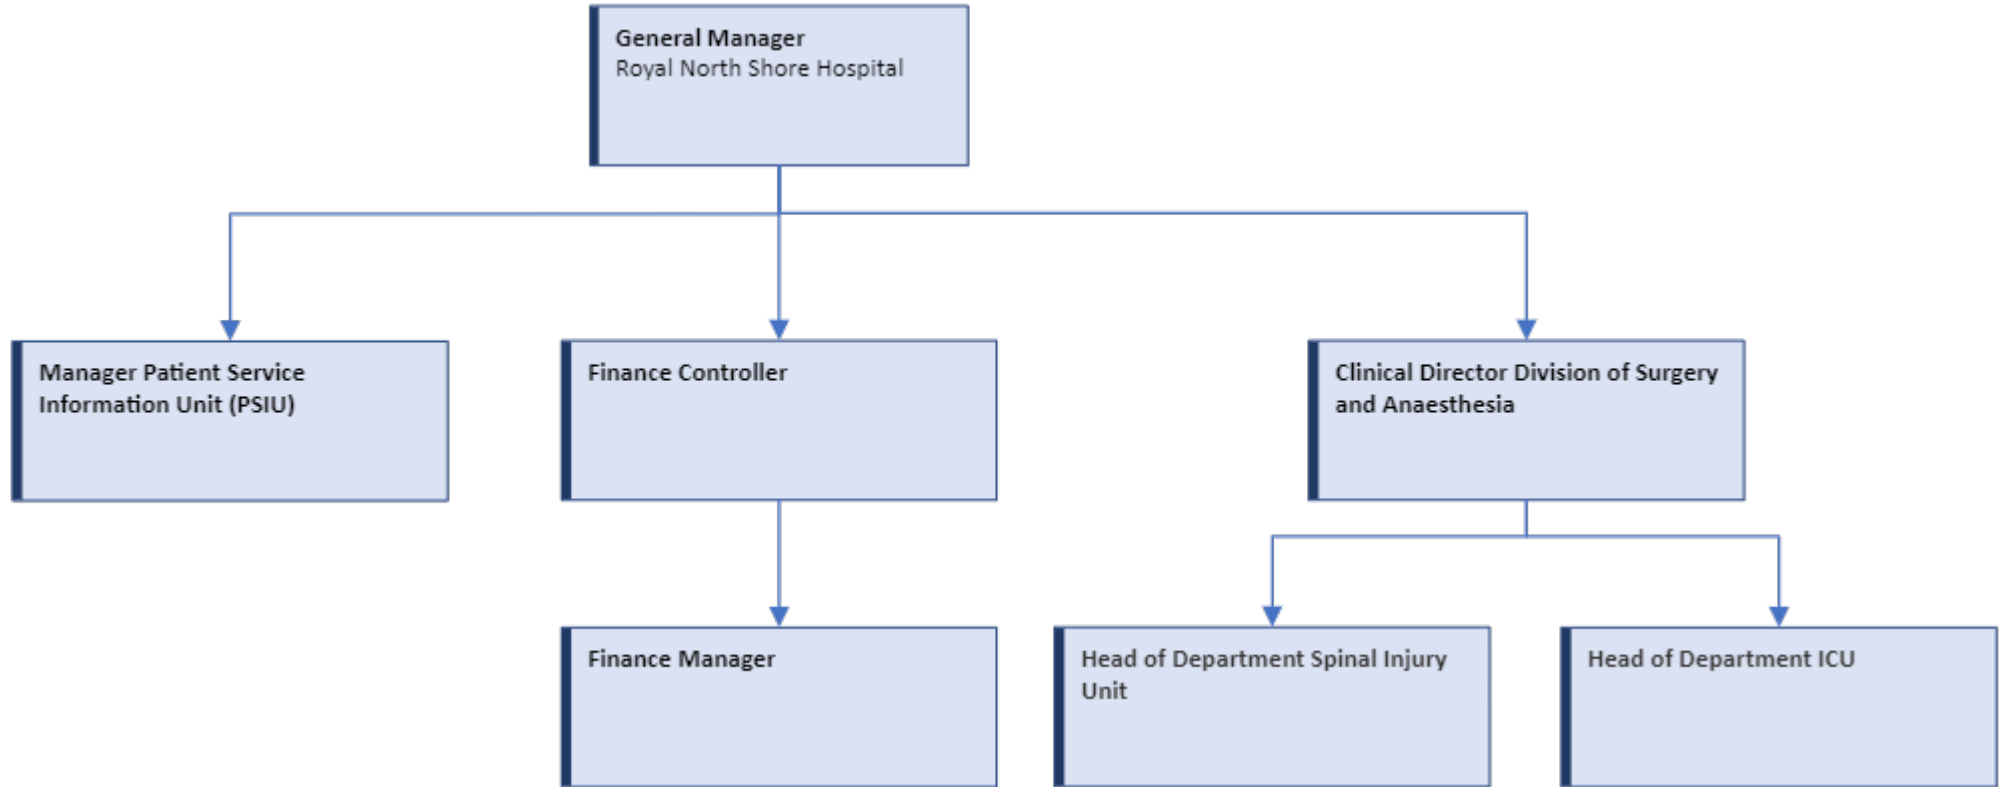 General Manager
Royal North Shore Hospital
Manager Patient Service
Information Unit (PSIU)
Finance Controller
Clinical Director Division of Surgery
and Anaesthesia
Finance Manager
Head of Department Spinal Injury
Unit
Head of Department ICU